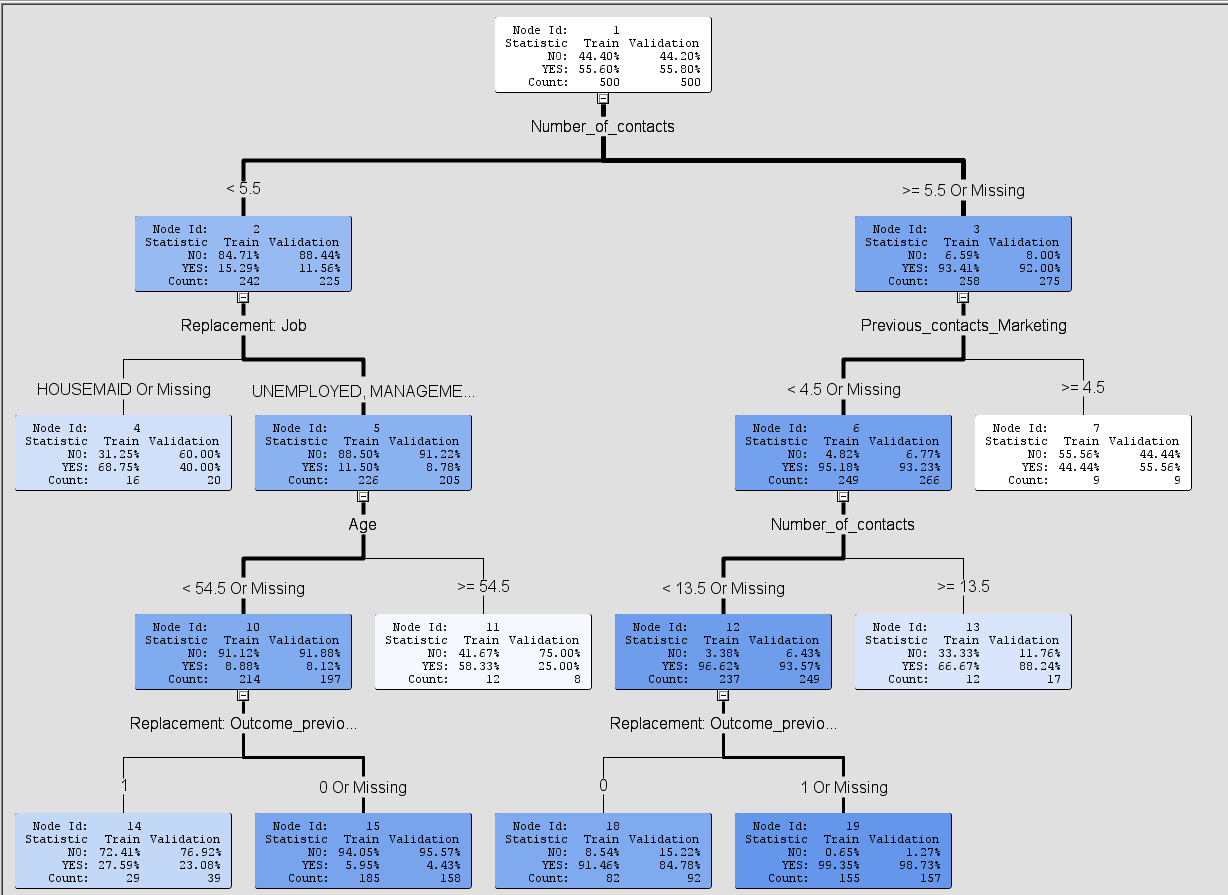 Node Id: 1
Statistic Train Validation
NO: 44.40% 44.20%
YES: 55.60% 55.80%
Count: 500 500
Number_of_contacts
< 5.5
>= 5.5 Or Missing
Node Id: 2
Statistic Train Validation
NO: 84.71% 88.44%
YES: 15.29% 11.56%
Count: 242 225
Node Id: 3
Statistic Train Validation
NO: 6.59% 8.00%
YES: 93.41% 92.00%
Count: 258 275
Replacement: Job
Previous_contacts_Marketing
HOUSEMAID Or Missing
UNEMPLOYED, MANAGEME...
< 4.5 Or Missing
>= 4.5
Node Id: 4
Statistic Train Validation
NO: 31.25% 60.00%
YES: 68.75% 40.00%
Count: 16 20
Node Id: 5
Statistic Train Validation
NO: 88.50% 91.22%
YES: 11.50% 8.78%
Count: 226 205
Node Id: 6
Statistic Train Validation
NO: 4.82% 6.77%
YES: 95.18% 93.23%
Count: 249 266
Node Id: 7
Statistic Train Validation
NO: 55.56% 44.44%
YES: 44.44% 55.56%
Count: 9 9
Age
Number_of_contacts
< 54.5 Or Missing
>= 54.5
< 13.5 Or Missing
>= 13.5
Node Id: 10
Statistic Train Validation
NO: 91.12% 91.88%
YES: 8.88% 8.12%
Count: 214 197
Node Id: 11
Statistic Train Validation
NO: 41.67% 75.00%
YES: 58.33% 25.00%
Count: 12 8
Node Id: 12
Statistic Train Validation
NO: 3.38% 6.43%
YES: 96.62% 93.57%
Count: 237 249
Node Id: 13
Statistic Train Validation
NO: 33.33% 11.76%
YES: 66.67% 88.24%
Count: 12 17
Replacement: Outcome_previo...
Replacement: Outcome_previo...
1
0 Or Missing
0
1 Or Missing
Node Id: 14
Statistic Train Validation
NO: 72.41% 76.92%
YES: 27.59% 23.08%
Count: 29 39
Node Id: 15
Statistic Train Validation
NO: 94.05% 95.57%
YES: 5.95% 4.43%
Count: 185 158
Node Id: 18
Statistic Train Validation
NO: 8.54% 15.22%
YES: 91.46% 84.78%
Count: 82 92
Node Id: 19
Statistic Train Validation
NO: 0.65% 1.27%
YES: 99.35% 98.73%
Count: 155 157